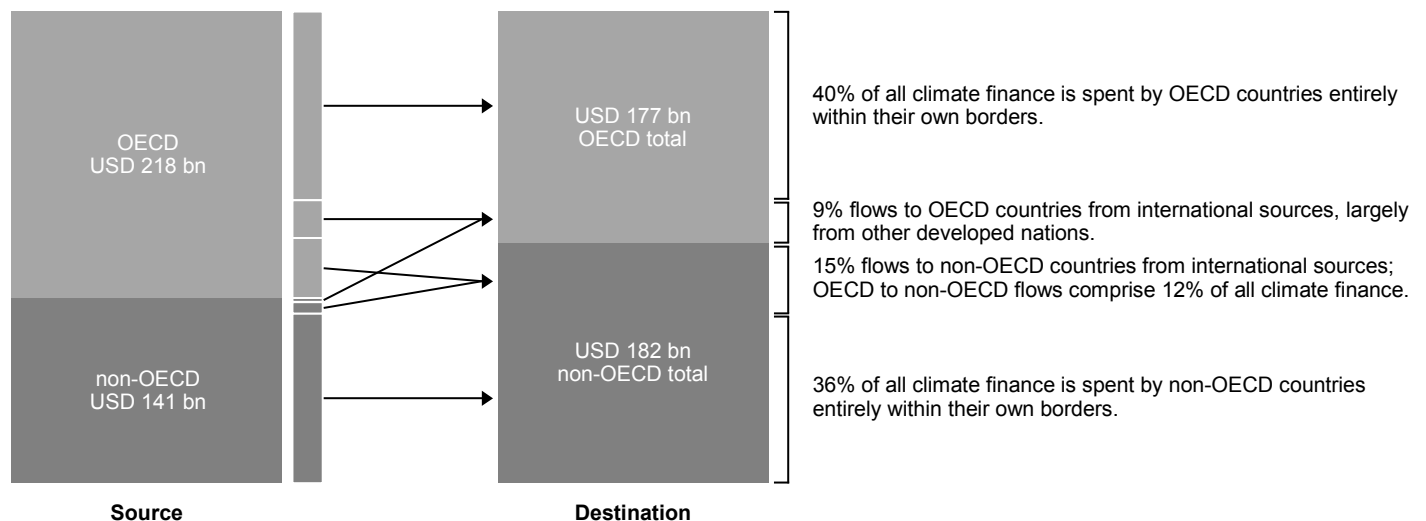 OECD
USD 218 bn
non-OECD
USD 141 bn
Source
USD 177 bn
OECD total
USD 182 bn
non-OECD total
Destination
40% of all climate finance is spent by OECD countries entirely
within their own borders.
9% flows to OECD countries from international sources, largely
from other developed nations.
15% flows to non-OECD countries from international sources;
OECD to non-OECD flows comprise 12% of all climate finance.
36% of all climate finance is spent by non-OECD countries
entirely within their own borders.